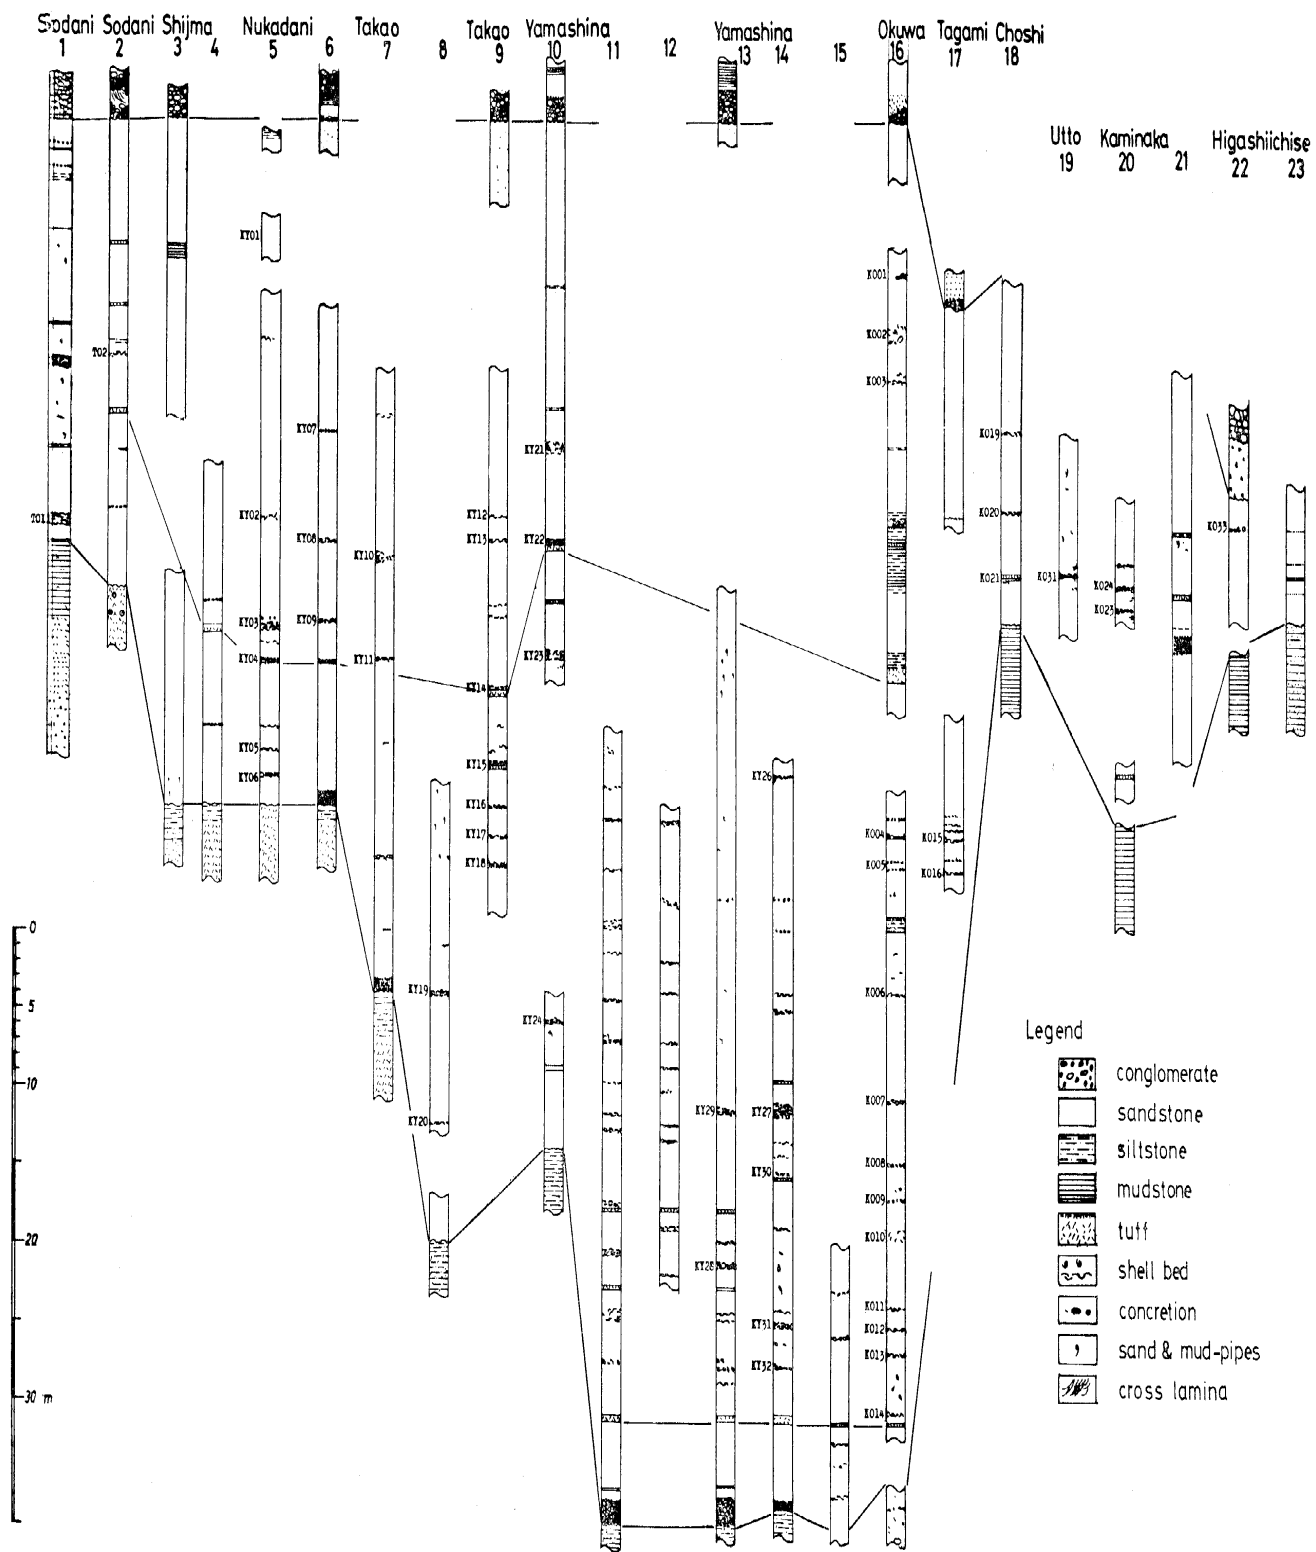 Sodani Sodani Shijma Nukadani Takao Takao Yamashina Yamashina Okuwa Tagami Choshi
1 2 3 4 5 6 7 8 9 10 11 12 13 14 15 16 17 18
Utto Kaminaka Higashiichise
19 20 21 22 23
KY01
K001
K002
T02
K003
KY07
K019
KY21
T01
KY02
KY12
K020
K033
KY08
KY13
KY22
KY10
K021
K031
K024
K023
KY03
KY09
KY04
KY11
KY23
KY14
KY05
KY15
KY06
KY26
KY16
KY17
K004
K015
KY18
K005
K016
0
KY19
K006
5
KY24
Legend
conglomerate
10
sandstone
KY20
KY29
KY27
K007
siltstone
KY30
K008
mudstone
K009
20
K010
tuff
KY28
shell bed
KY31
K011
concretion
K012
KY32
K013
sand & mud-pipes
30 m
K014
cross lamina